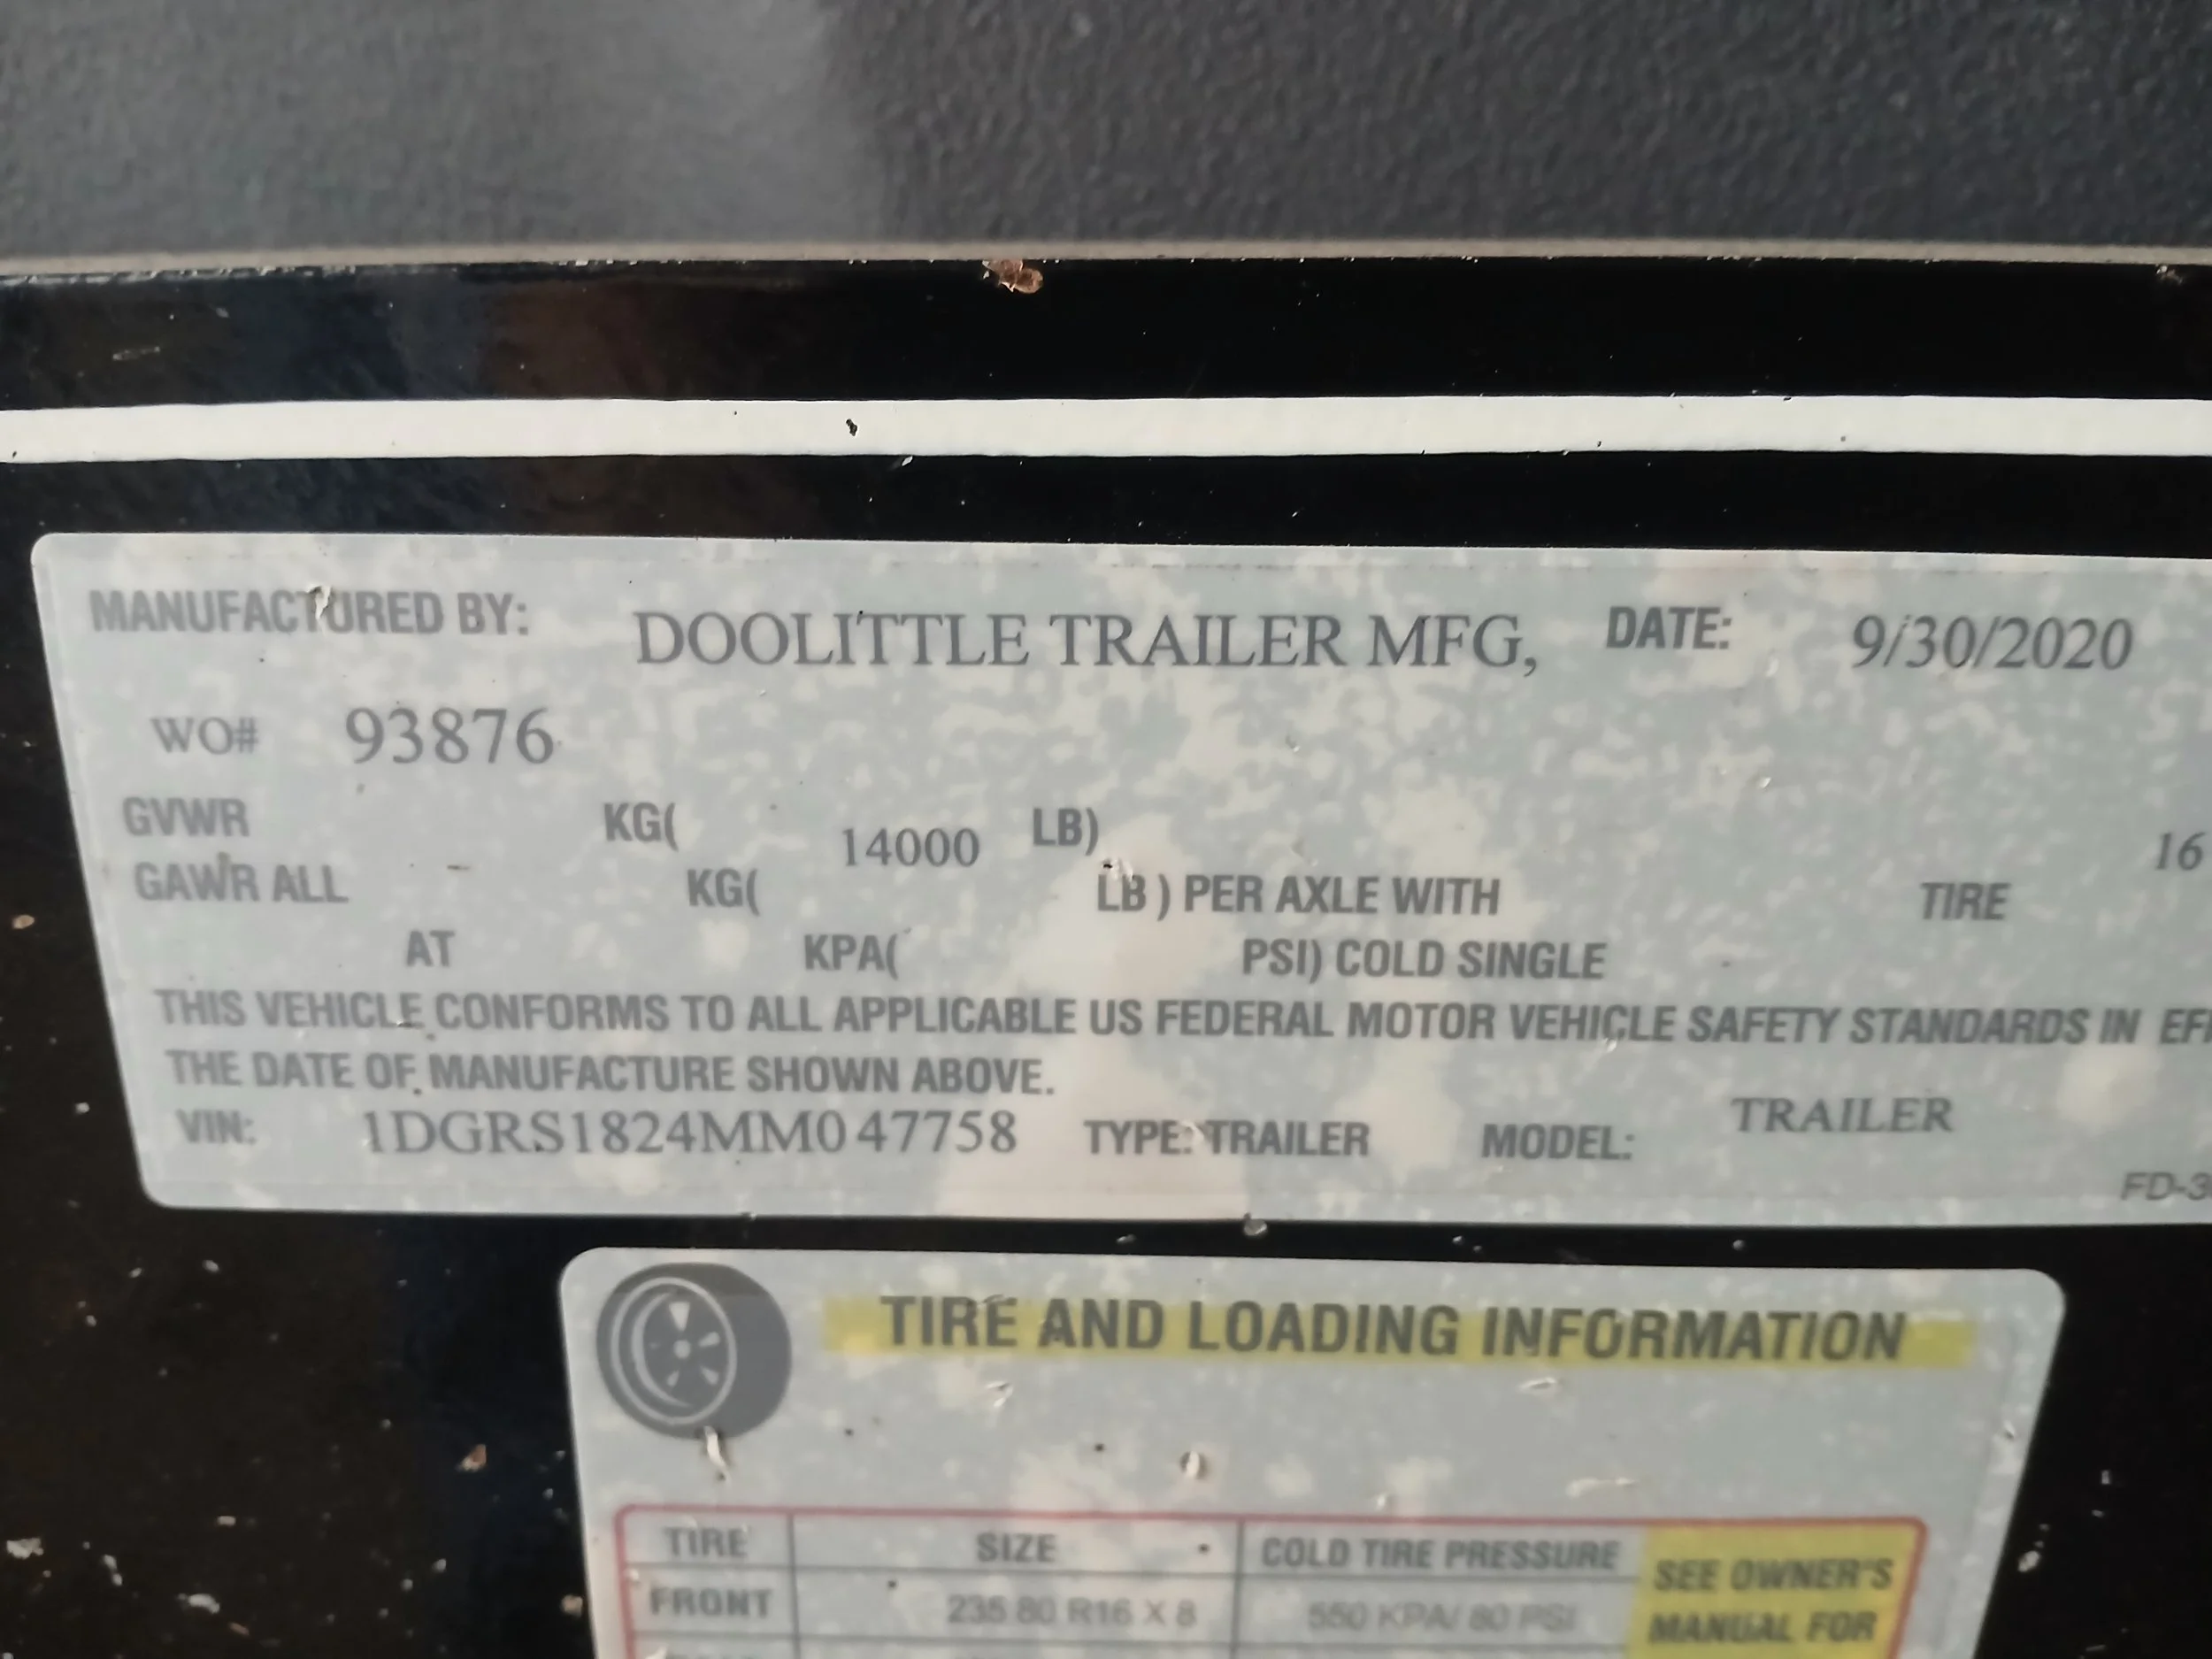 MANUFACTURED BY: DOOLITTLE TRAILER MFG, DATE: 9/30/2020
WO# 93876
GVWR KG( 14000 LB) 16
GAWR ALL KG( LB ) PER AXLE WITH TIRE
AT KPA( PSI) COLD SINGLE
THIS VEHICLE CONFORMS TO ALL APPLICABLE US FEDERAL MOTOR VEHICLE SAFETY STANDARDS IN
THE DATE OF MANUFACTURE SHOWN ABOVE.
VIN: 1DGRS1824MM047758 TYPE: TRAILER MODEL: TRAILER
TIRE AND LOADING INFORMATION
TIRE SIZE COLD TIRE PRESSURE SEE OWNER'S
FRONT 235 80 R16 X 8 550 KPA/ 80 PSI MANUAL FOR